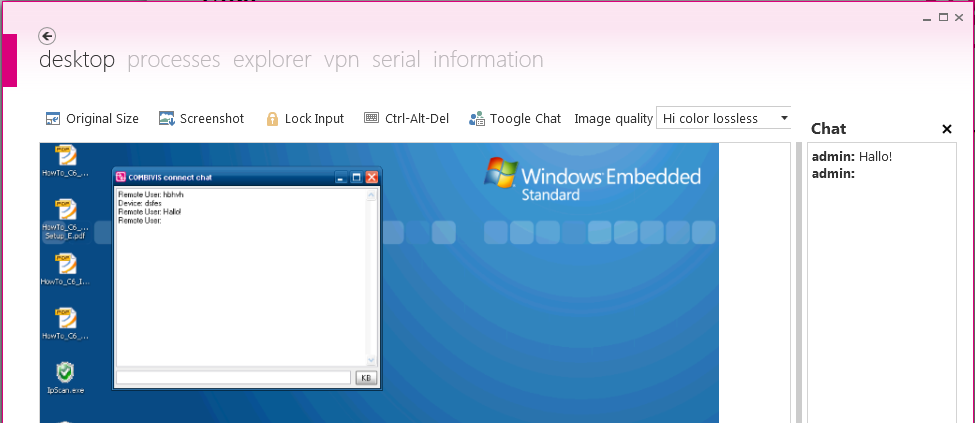 desktop processes explorer vpn serial information
Original Size Screenshot Lock Input Ctrl-Alt-Del Toogle Chat Image quality Hi color lossless
Chat
admin: Hallo!
admin:
HowTo_C6_...
HowTo_C6_...
Setup_E.pdf
HowTo_C6_I...
HowTo_C6_...
IpScan.exe
COMBIVIS connect chat
Remote User: hbhvh
Device: dsfes
Remote User: Hallo!
Remote User:
KB
Windows Embedded
Standard